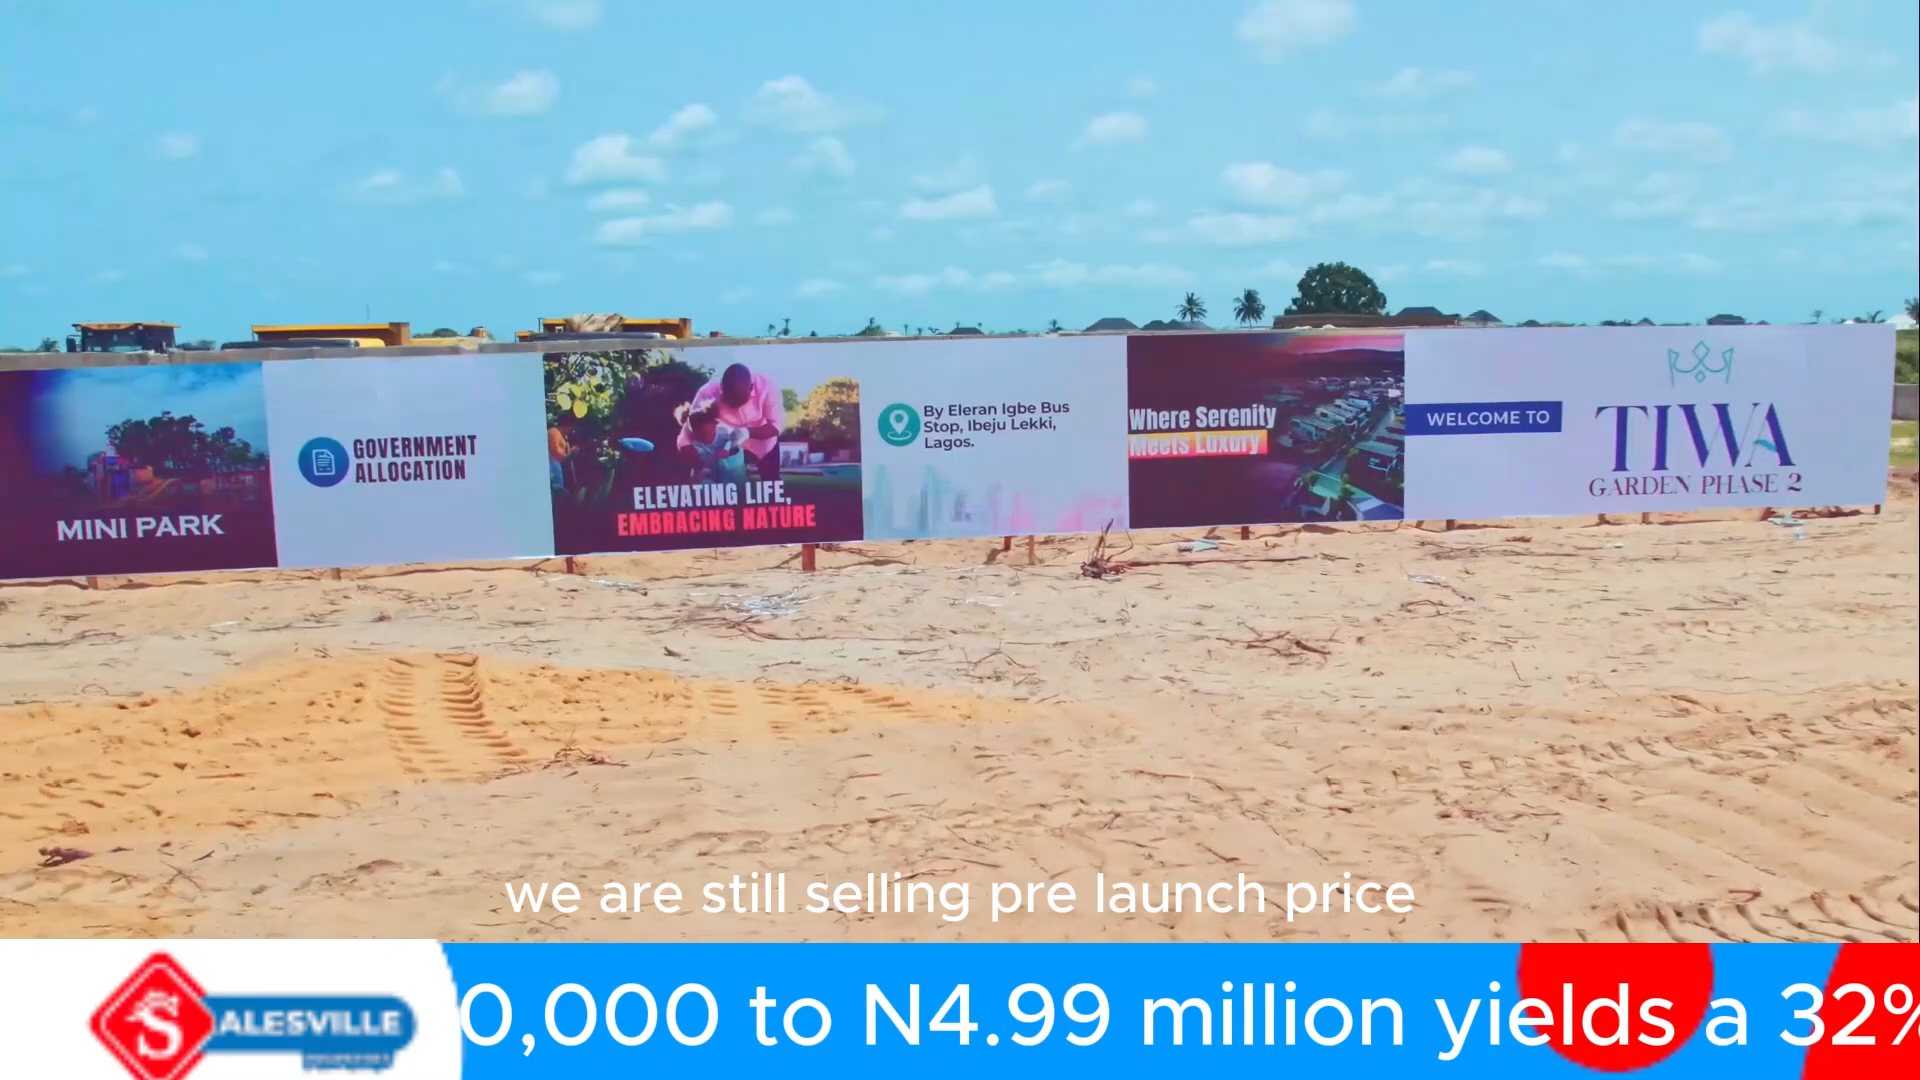 MINI PARK
GOVERNMENT
ALLOCATION
ELEVATING LIFE,
EMBRACING NATURE
By Eleran Igbe Bus
Stop, Ibeju Lekki,
Lagos.
Where Serenity
Meets Luxury
WELCOME TO
TIWA
GARDEN PHASE 2
we are still selling pre launch price
SALESVILLE
PROPERTIES
0,000 to N4.99 million yields a 32%